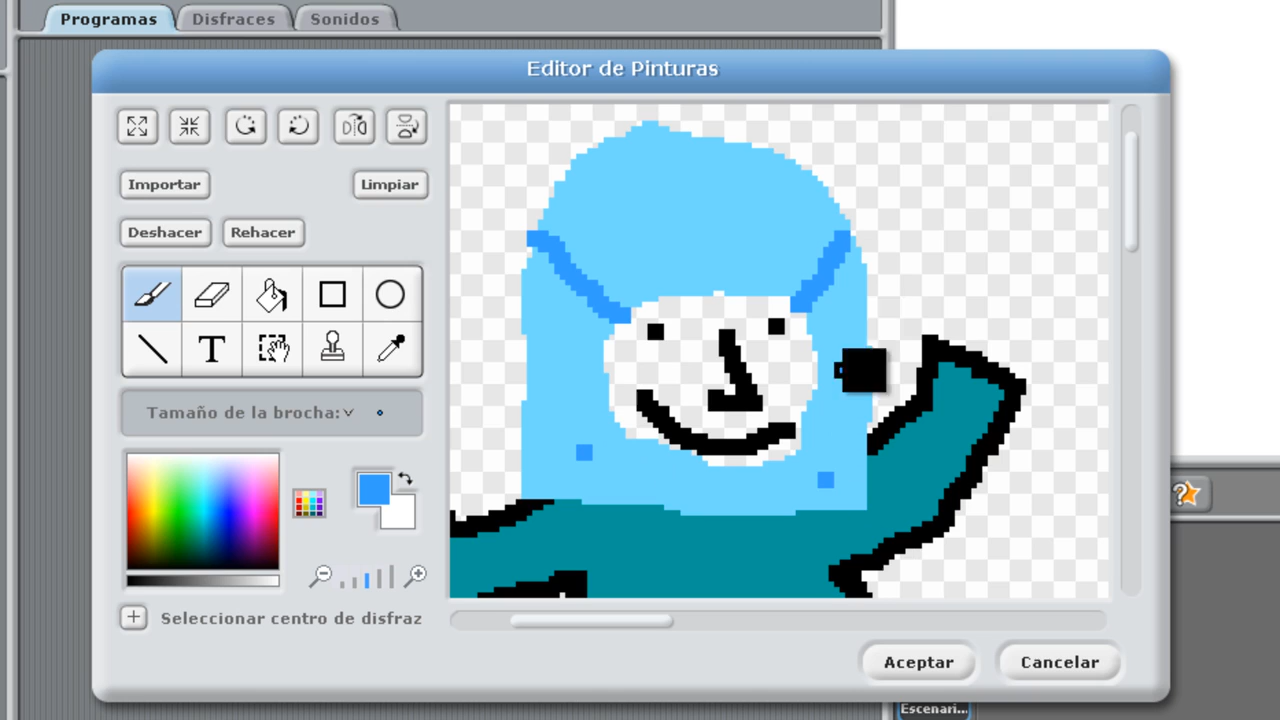 Programas Disfraces Sonidos
Editor de Pinturas
Importar Limpiar
Deshacer Rehacer
T
Tamaño de la brocha:
Seleccionar centro de disfraz
Aceptar Cancelar
Escenari...